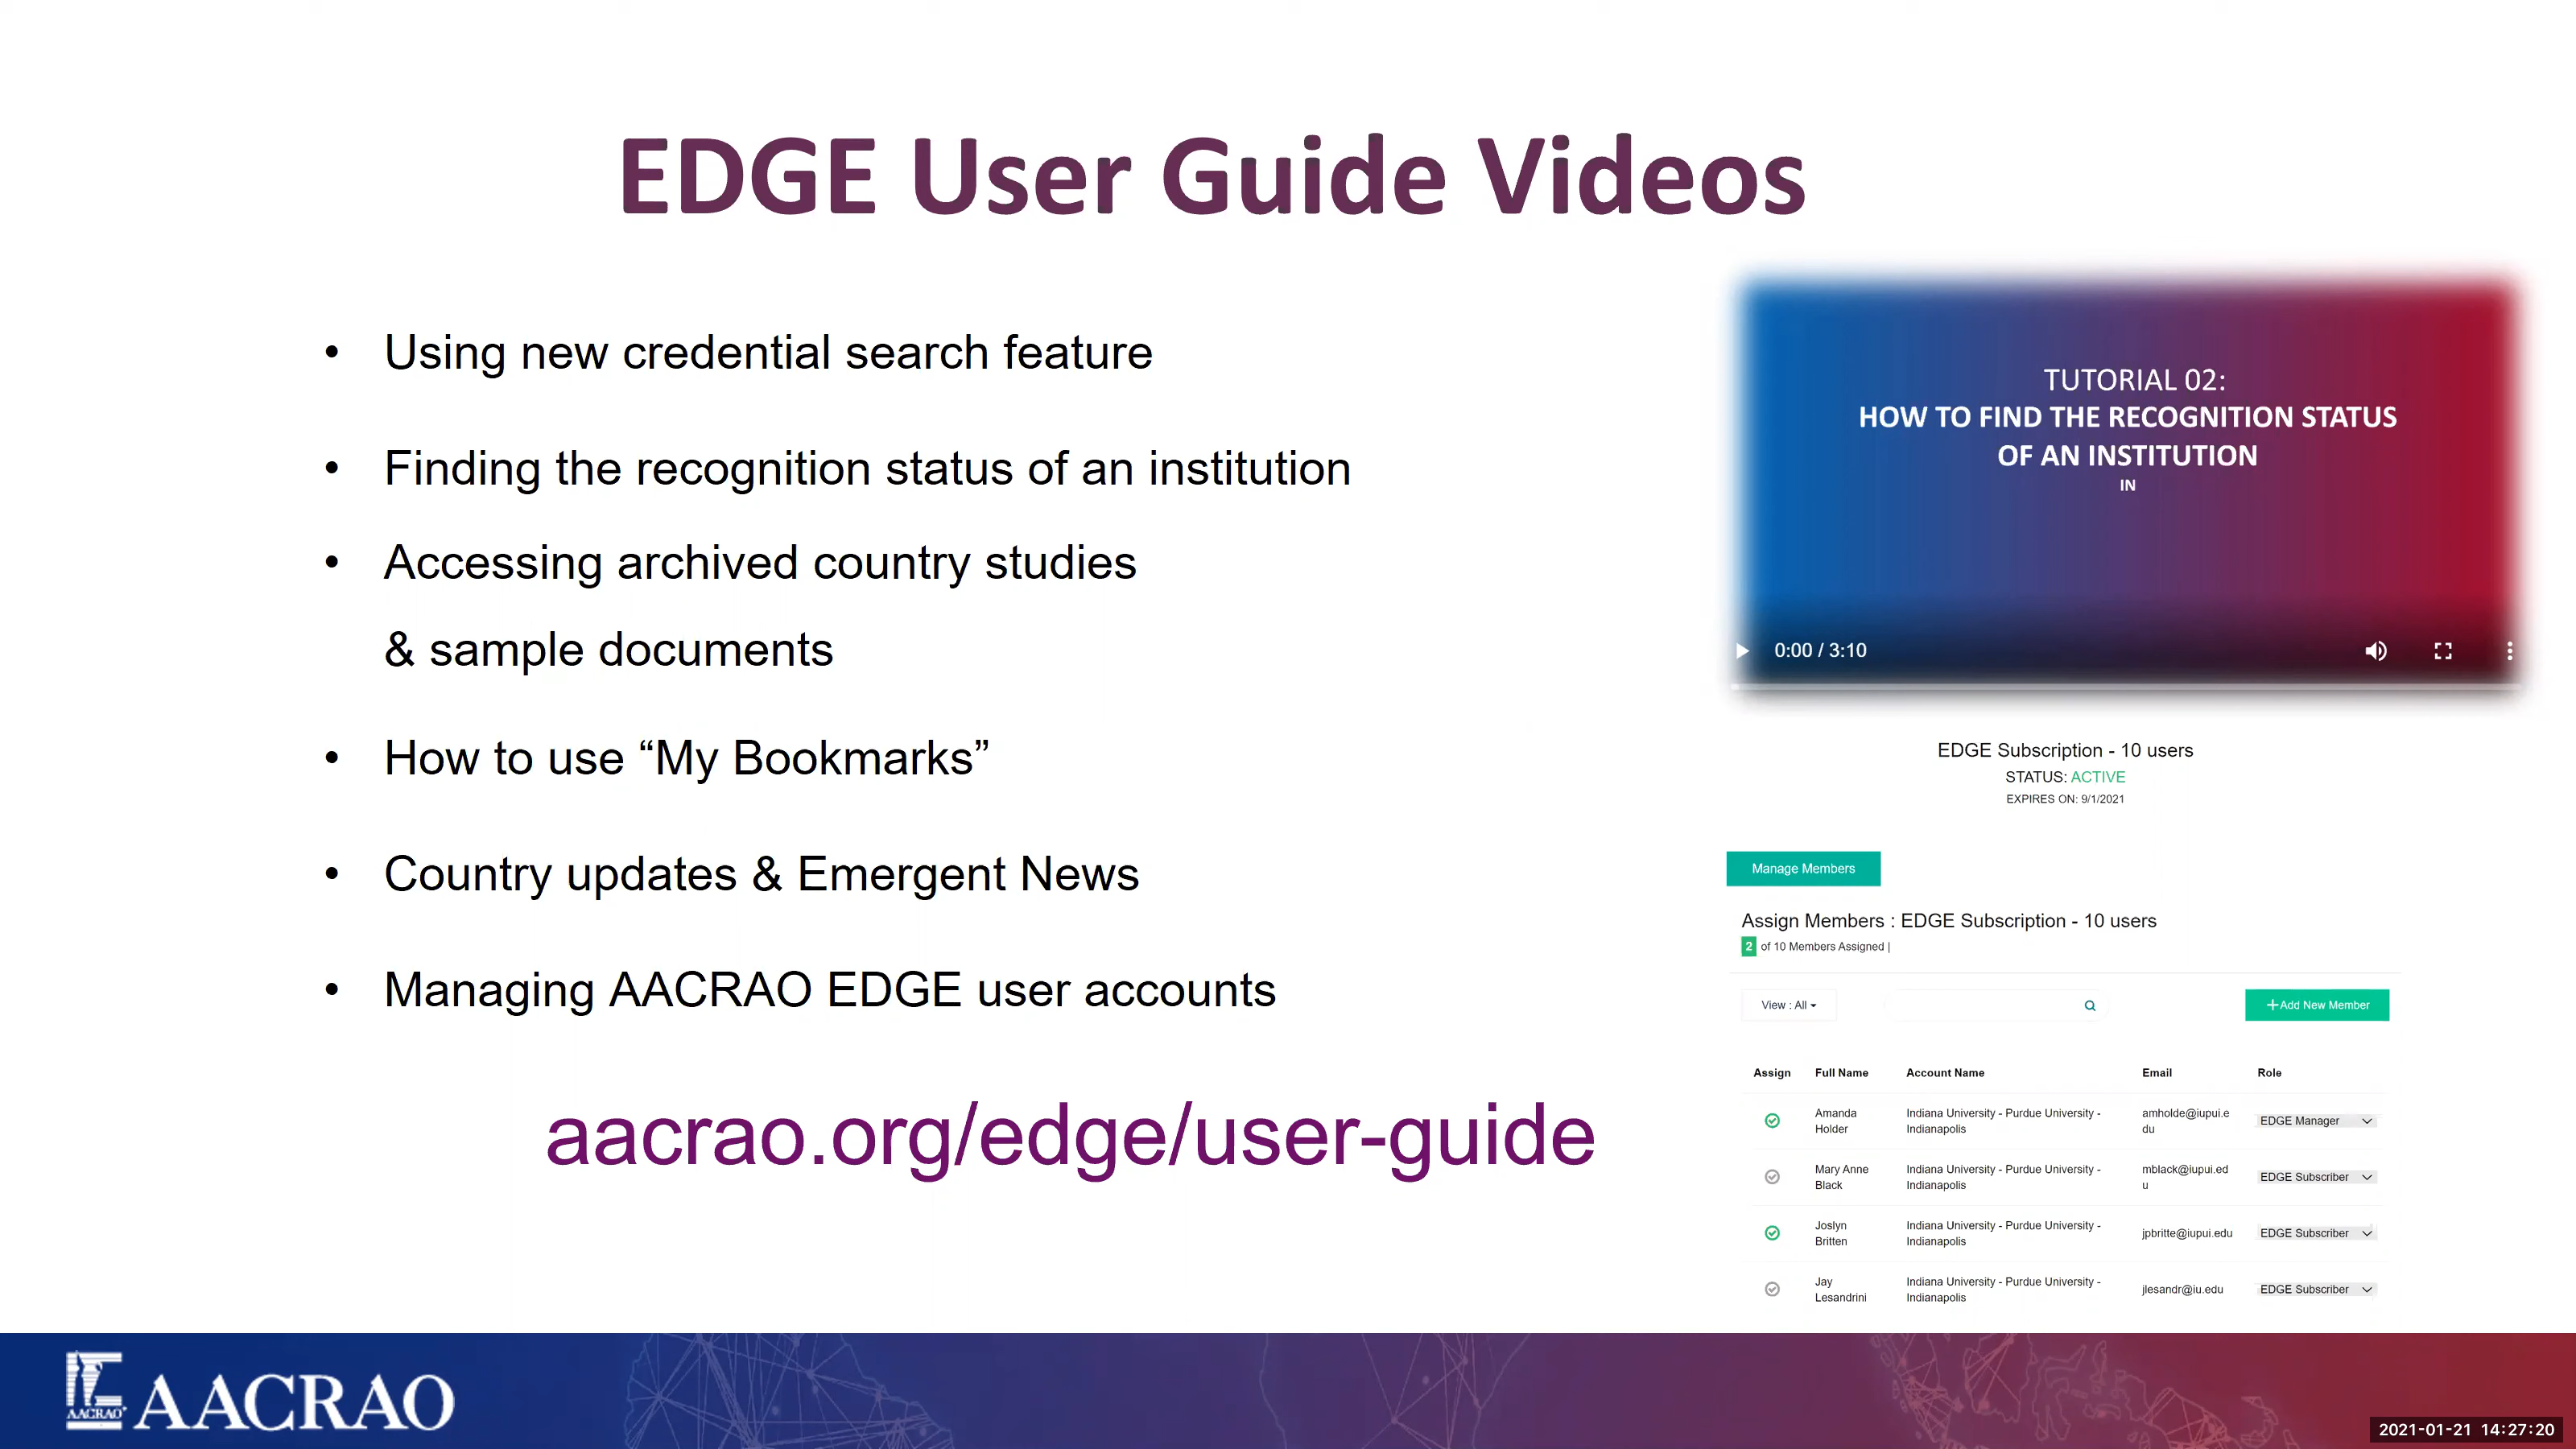 EDGE User Guide Videos
• Using new credential search feature
• Finding the recognition status of an institution
• Accessing archived country studies
& sample documents
• How to use “My Bookmarks”
• Country updates & Emergent News
• Managing AACRAO EDGE user accounts
aacrao.org/edge/user-guide
TUTORIAL 02:
HOW TO FIND THE RECOGNITION STATUS
OF AN INSTITUTION
IN
0:00 / 3:10
EDGE Subscription - 10 users
STATUS: ACTIVE
EXPIRES ON: 9/1/2021
Manage Members
Assign Members : EDGE Subscription - 10 users
2 of 10 Members Assigned |
View : All
+Add New Member
Assign Full Name Account Name Email Role
Amanda Indiana University - Purdue University - amholde@iupui.e EDGE Manager
Holder Indianapolis du
Mary Anne Indiana University - Purdue University - mblack@iupui.ed EDGE Subscriber
Black Indianapolis u
Joslyn Indiana University - Purdue University - jpbritte@iupui.edu EDGE Subscriber
Britten Indianapolis
Jay Indiana University - Purdue University - jlesandr@iu.edu EDGE Subscriber
Lesandrini Indianapolis
AACRAO AACRAO
2021-01-21 14:27:20